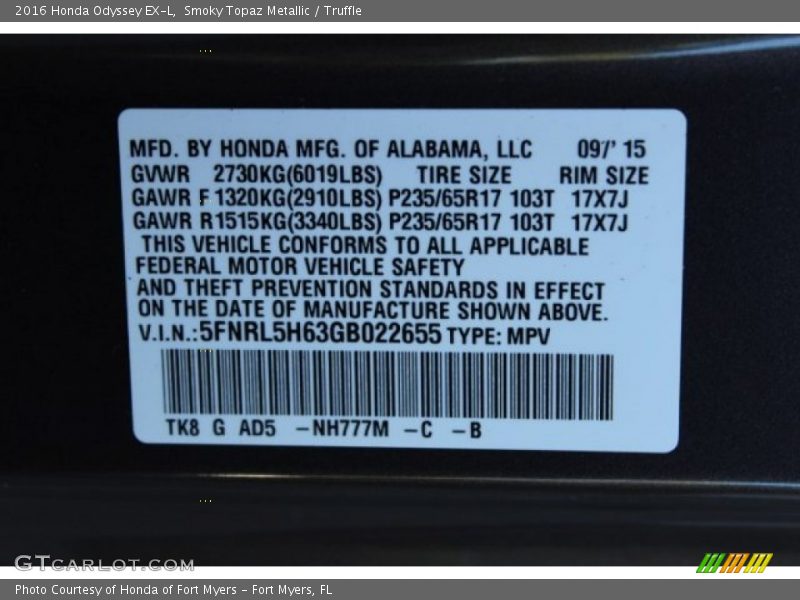 2016 Honda Odyssey EX-L, Smoky Topaz Metallic / Truffle
MFD. BY HONDA MFG. OF ALABAMA, LLC 09/' 15
GVWR 2730KG(6019LBS) TIRE SIZE RIM SIZE
GAWR F 1320KG(2910LBS) P235/65R17 103T 17X7J
GAWR R1515KG(3340LBS) P235/65R17 103T 17X7J
THIS VEHICLE CONFORMS TO ALL APPLICABLE
FEDERAL MOTOR VEHICLE SAFETY
AND THEFT PREVENTION STANDARDS IN EFFECT
ON THE DATE OF MANUFACTURE SHOWN ABOVE.
V.I.N.:5FNRL5H63GB022655 TYPE: MPV
TK8 G AD5 -NH777M -C -B
GTCARLOT.COM
Photo Courtesy of Honda of Fort Myers - Fort Myers, FL